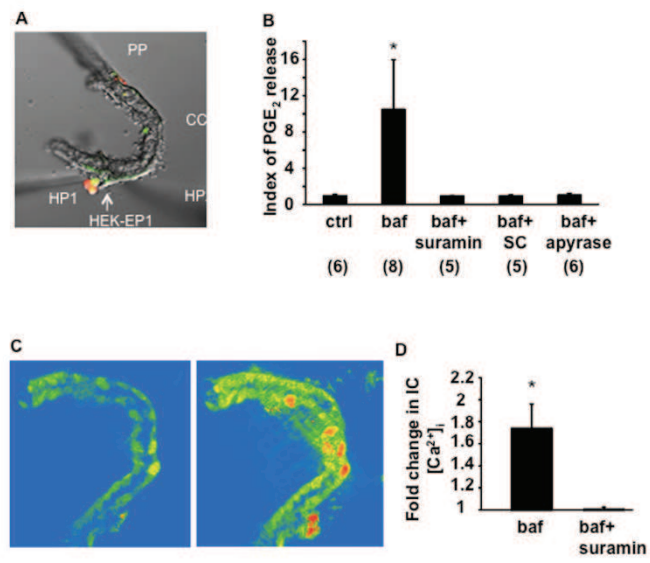 A
PP
CC
HP1
HP
HEK-EP1
B
Index of PGE2 release
16
12
8
4
0
*
ctrl
baf
baf+ suramin
baf+ SC
baf+ apyrase
(6)
(8)
(5)
(5)
(6)
C
D
Fold change in IC
[Ca2+]i
2.2
2
1.8
1.6
1.4
1.2
1
*
baf
baf+ suramin